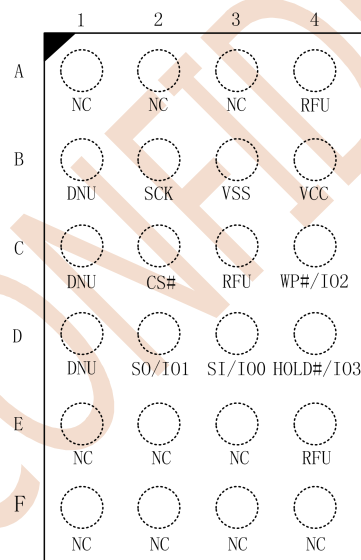 1 2 3 4
A
NC NC NC RFU
B
DNU SCK VSS VCC
C
DNU CS# RFU WP#/IO2
D
DNU SO/IO1 SI/IO0 HOLD#/IO3
E
NC NC NC RFU
F
NC NC NC NC